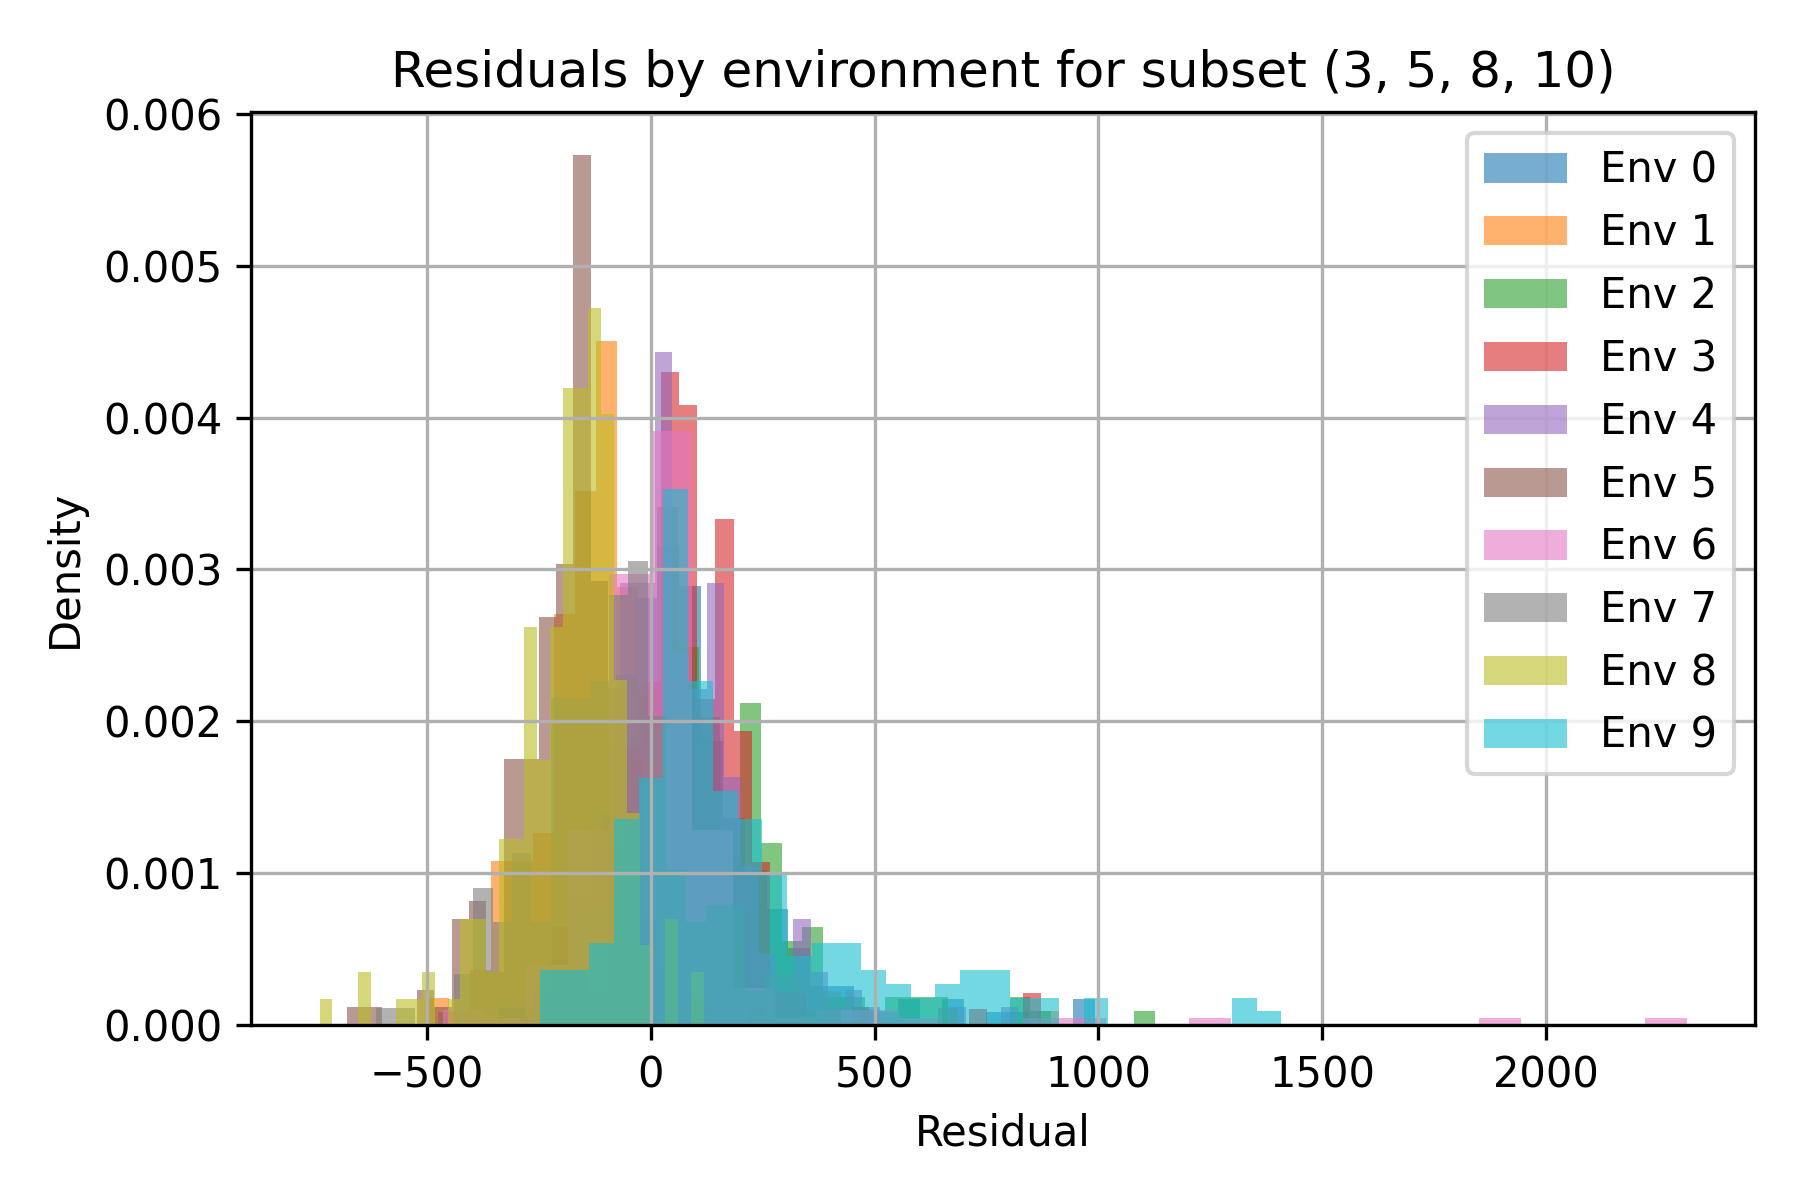 Residuals by environment for subset (3, 5, 8, 10)
0.006
0.005
0.004
0.003
0.002
0.001
0.000
Density
−500
0
500
1000
1500
2000
Residual
Env 0
Env 1
Env 2
Env 3
Env 4
Env 5
Env 6
Env 7
Env 8
Env 9